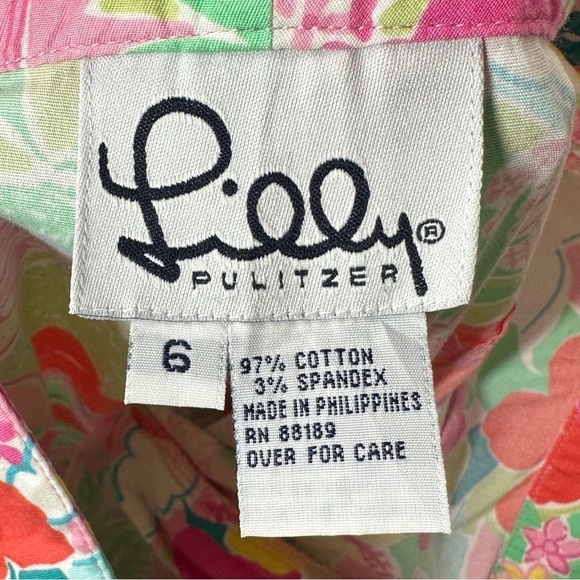 Lilly®
PULITZER
6
97% COTTON
3% SPANDEX
MADE IN PHILIPPINES
RN 88189
OVER FOR CARE